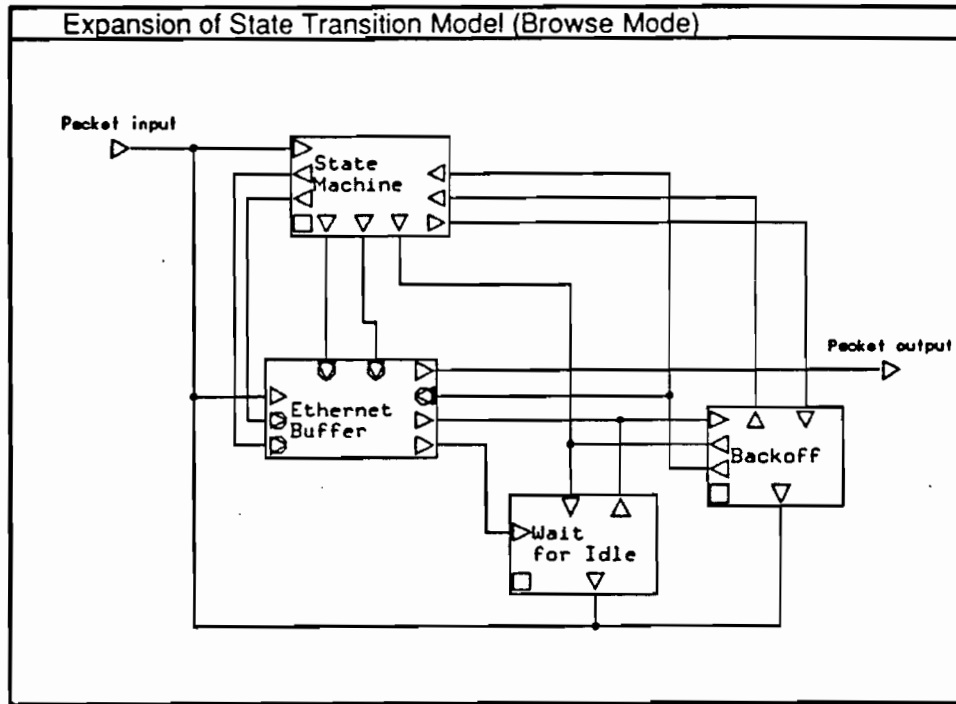 Expansion of State Transition Model (Browse Mode)
Packet input
State
Machine
Packet output
Ethernet
Buffer
Backoff
Wait
for Idle